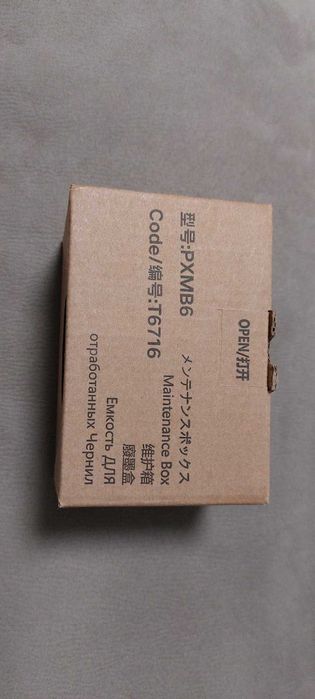 OPEN/打开
型号:PXMB6
Code/编号:T6716
メンテナンスボックス
Maintenance Box
维护箱
廢墨盒
Емкость ДЛЯ
отработанных Чернил